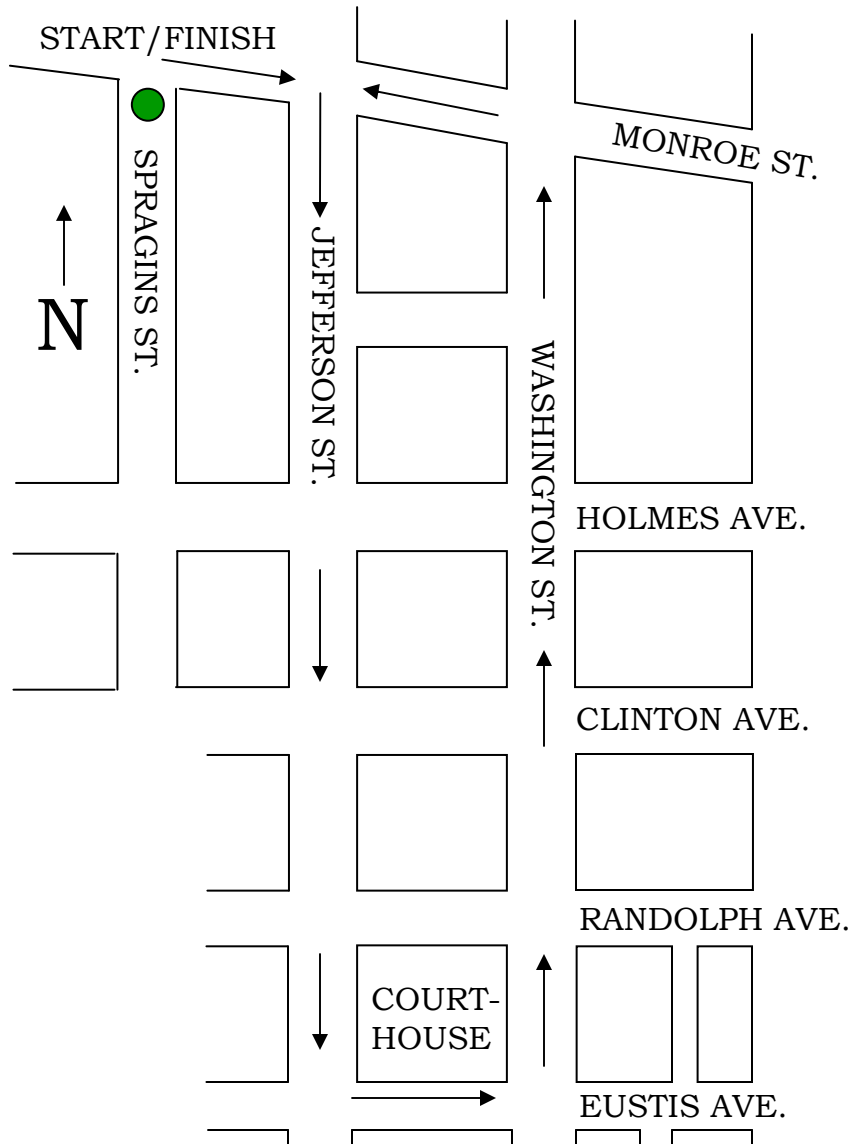 START/FINISH
MONROE ST.
SPRAGINS ST.
JEFFERSON ST.
N
WASHINGTON ST.
HOLMES AVE.
CLINTON AVE.
RANDOLPH AVE.
COURT-
HOUSE
EUSTIS AVE.